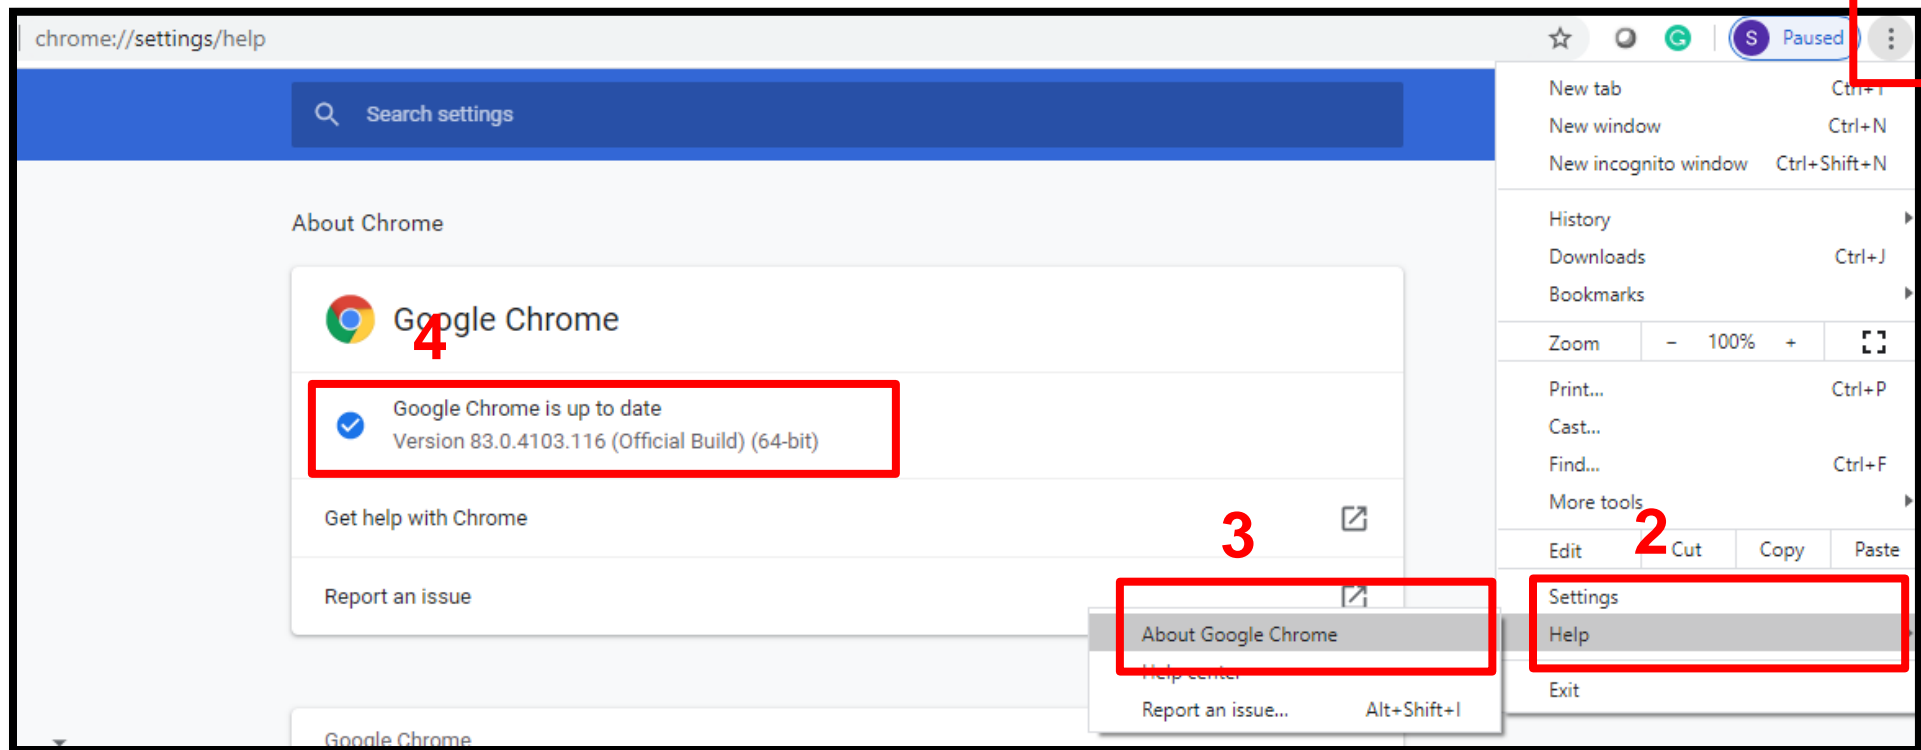 chrome://settings/help
S Paused
Search settings
About Chrome
Google Chrome
4
Google Chrome is up to date
Version 83.0.4103.116 (Official Build) (64-bit)
Get help with Chrome
Report an issue
Google Chrome
New tab Ctrl+T
New window Ctrl+N
New incognito window Ctrl+Shift+N
History
Downloads Ctrl+J
Bookmarks
Zoom - 100% +
Print... Ctrl+P
Cast...
Find... Ctrl+F
More tools
2
Edit Cut Copy Paste
Settings
Help
Exit
3
About Google Chrome
Help center
Report an issue... Alt+Shift+I